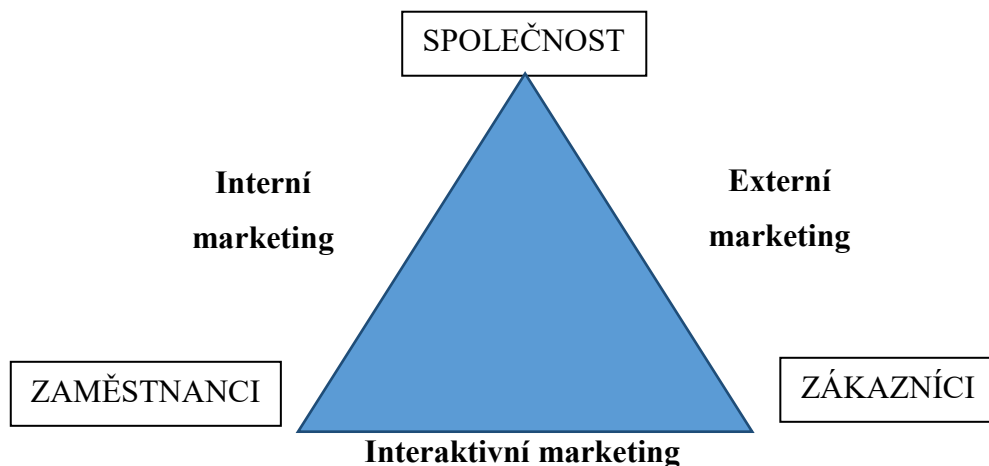 SPOLEČNOST
Interní
marketing
Externí
marketing
ZAMĚSTNANCI
ZÁKAZNÍCI
Interaktivní marketing